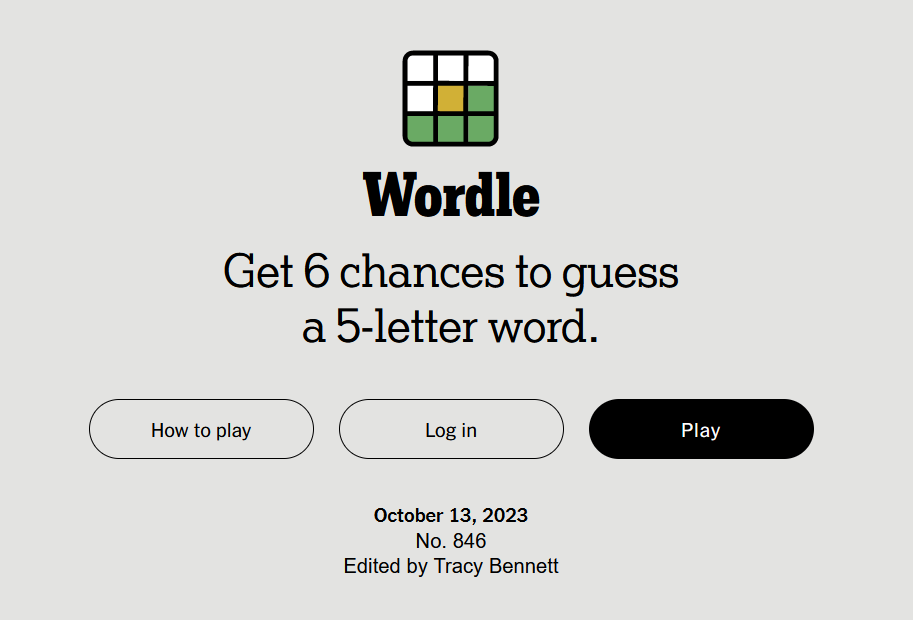 Wordle
Get 6 chances to guess
a 5-letter word.
How to play
Log in
Play
October 13, 2023
No. 846
Edited by Tracy Bennett